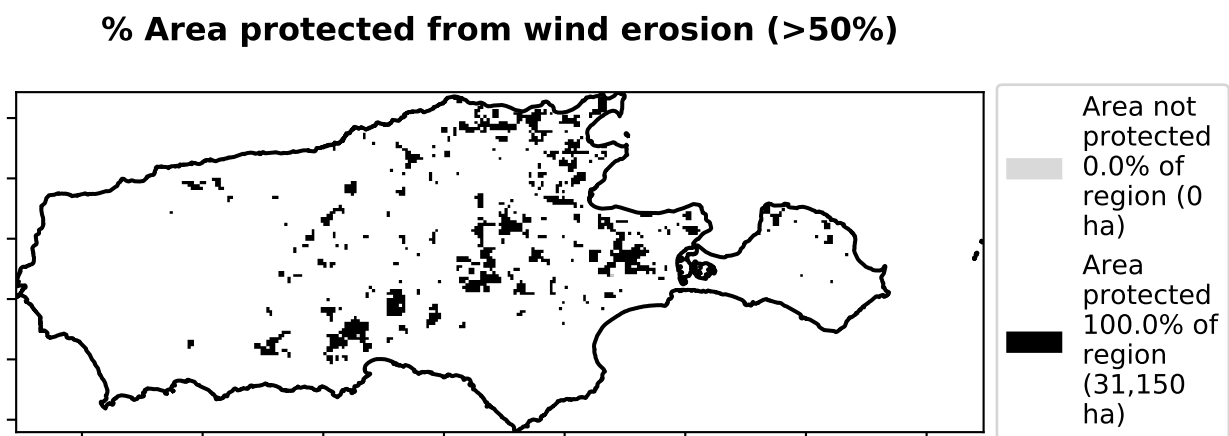 % Area protected from wind erosion (>50%)
Area not
protected
0.0% of
region (0
ha)
Area
protected
100.0% of
region
(31,150
ha)